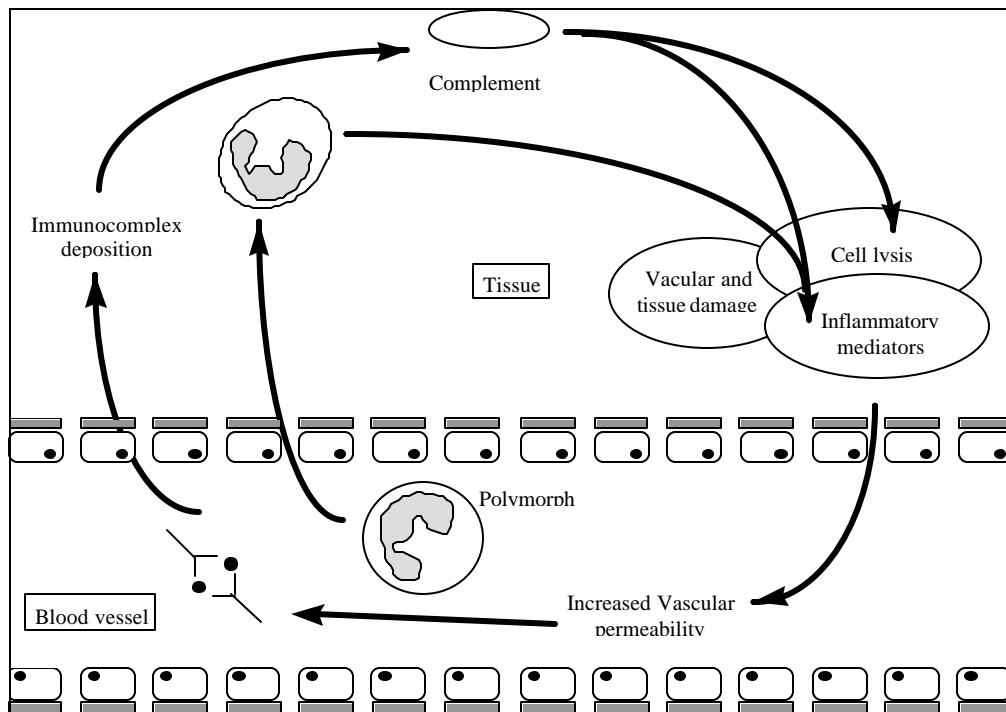 Complement
Immunocomplex
deposition
Tissue
Vacular and
tissue damage
Cell lysis
Inflammatory
mediators
Polymorph
Increased Vascular
permeability
Blood vessel